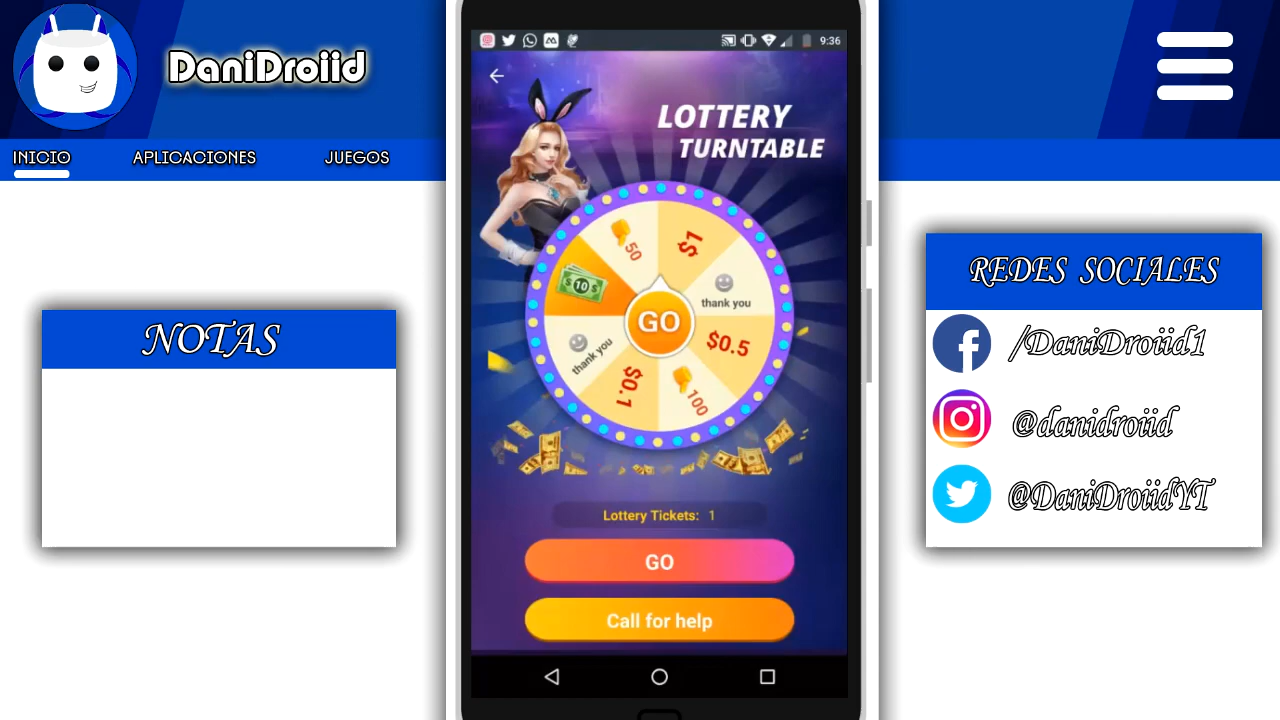 DaniDroiid
INICIO
APLICACIONES
JUEGOS
NOTAS
9:36
LOTTERY
TURNTABLE
50
$1
10 $
thank you
GO
thank you
$0.5
$0.1
100
Lottery Tickets: 1
GO
Call for help
REDES SOCIALES
/DaniDroiid1
@danidroiid
@DaniDroiidYT